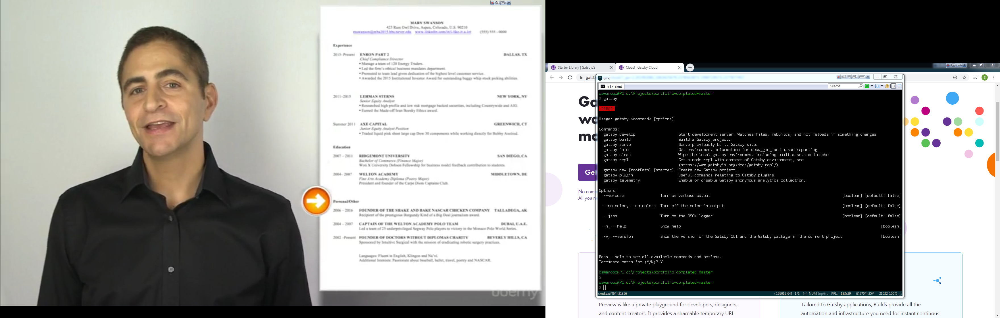 MARY SWANSON
423 Rare Owl Drive, Aspen, Colorado, U.S. 90210
mswanson@mba2015.hbs.never.edu www.linkedin.com/in/i-like-it-a-lot (555) 555 – 0000
Experience
2015-Present ENRON PART 2 DALLAS, TX
Chief Compliance Director
• Manage a team of 120 Energy Traders.
• Led the firm's ethical business mandates department.
• Promoted to team lead given dedication of the highest level customer service.
• Awarded the 2015 Institutional Investor Award for outstanding buggy whip stock picking abilities.
2011–2015 LEHMAN STERNS NEW YORK, NY
Senior Equity Analyst
• Researched high profile and low risk mortgage backed securities, including Countrywide and AIG.
• Earned the Made-off Ivan Boesky Ethics award.
Summer 2011 AXE CAPITAL GREENWICH, CT
Junior Equity Analyst Position
• Traded liquid pink sheet large cap Dow 30 components while working directly for Bobby Axelrod.
Education
2007 – 2011 RIDGEMONT UNIVERSITY SAN DIEGO, CA
Bachelor of Commerce (Finance Major)
Won X University Dobson Fellowship for business model feedback contribution to students.
2004– 2007 WELTON ACADEMY MIDDLETOWN, DE
Fine Arts Academy Diploma (Poetry Major)
President and founder of the Carpe Diem Captains Club.
Personal/Other
2006 – 2016 FOUNDER OF THE SHAKE AND BAKE NASCAR CHICKEN COMPANY TALLADEGA, AK
Recipient of the prestigious Burgundy Kind of a Big Deal journalism award.
2004 – 2007 CAPTAIN OF THE WELTON ACADEMY POLO TEAM DUBAI, U.A.E.
Led a team of 23 underprivileged Segway Polo players to victory in the Monaco Polo World Series.
2002 –Present FOUNDER OF DOCTORS WITHOUT DIPLOMAS CHARITY BEVERLY HILLS, CA
Sponsored by Intuitive Surgical with the mission of eradicating robotic surgery practices.
Languages: Fluent in English, Klingon and Na'vi.
Additional Interests: Passionate about baseball, ballet, travel, poetry and NASCAR.
udemy
Starter Library | GatsbyJS
Cloud | Gatsby Cloud
gatsb
S
Ge
No comm
All you n
cmd
<1> cmd
Search
cswaroop@PC d:\Projects\portfolio-completed-master
$ gatsby
ERROR
Usage: gatsby <command> [options]
Commands:
gatsby develop Start development server. Watches files, rebuilds, and hot reloads if something changes
gatsby build Build a Gatsby project.
gatsby serve Serve previously built Gatsby site.
gatsby info Get environment information for debugging and issue reporting
gatsby clean Wipe the local gatsby environment including built assets and cache
gatsby repl Get a node repl with context of Gatsby environment, see
(https://www.gatsbyjs.org/docs/gatsby-repl/)
gatsby new [rootPath] [starter] Create new Gatsby project.
gatsby plugin Useful commands relating to Gatsby plugins
gatsby telemetry Enable or disable Gatsby anonymous analytics collection.
Options:
--verbose Turn on verbose output [boolean] [default: false]
--no-color, --no-colors Turn off the color in output [boolean] [default: false]
--json Turn on the JSON logger [boolean] [default: false]
-h, --help Show help [boolean]
-v, --version Show the version of the Gatsby CLI and the Gatsby package in the current project [boolean]
Pass --help to see all available commands and options.
Terminate batch job (Y/N)? Y
cswaroop@PC d:\Projects\portfolio-completed-master
$
cswaroop@PC d:\Projects\portfolio-completed-master
$
cmd.exe*[64]:21356 « 191012[64] 1/1 [+] NUM InpGrp PRI‡ 133x39 (3,2704) 25V 21032 100%
Preview is like a private playground for developers, designers,
and content creators. It provides a shareable temporary URL
Tailored to Gatsby applications, Builds provide all the
automation and infrastructure you need for instant continous